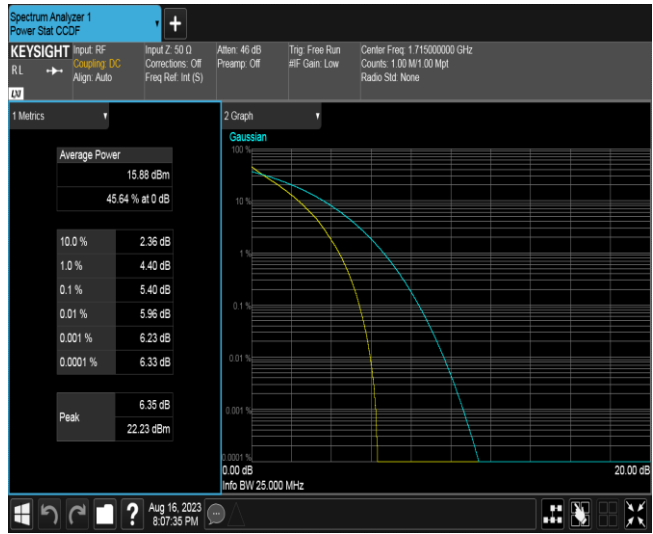 Spectrum Analyzer 1
Power Stat CCDF
+
KEYSIGHT
RL
Input: RF
Coupling: DC
Align: Auto
Input Z: 50 Ω
Corrections: Off
Freq Ref: Int (S)
Atten: 46 dB
Preamp: Off
Trig: Free Run
#IF Gain: Low
Center Freq: 1.715000000 GHz
Counts: 1.00 M/1.00 Mpt
Radio Std: None
LXI
1 Metrics
Average Power
15.88 dBm
45.64 % at 0 dB
10.0 % 2.36 dB
1.0 % 4.40 dB
0.1 % 5.40 dB
0.01 % 5.96 dB
0.001 % 6.23 dB
0.0001 % 6.33 dB
Peak
6.35 dB
22.23 dBm
2 Graph
Gaussian
100 %
10 %
1 %
0.1 %
0.01 %
0.001 %
0.0001 %
0.00 dB 20.00 dB
Info BW 25.000 MHz
?
Aug 16, 2023
8:07:35 PM